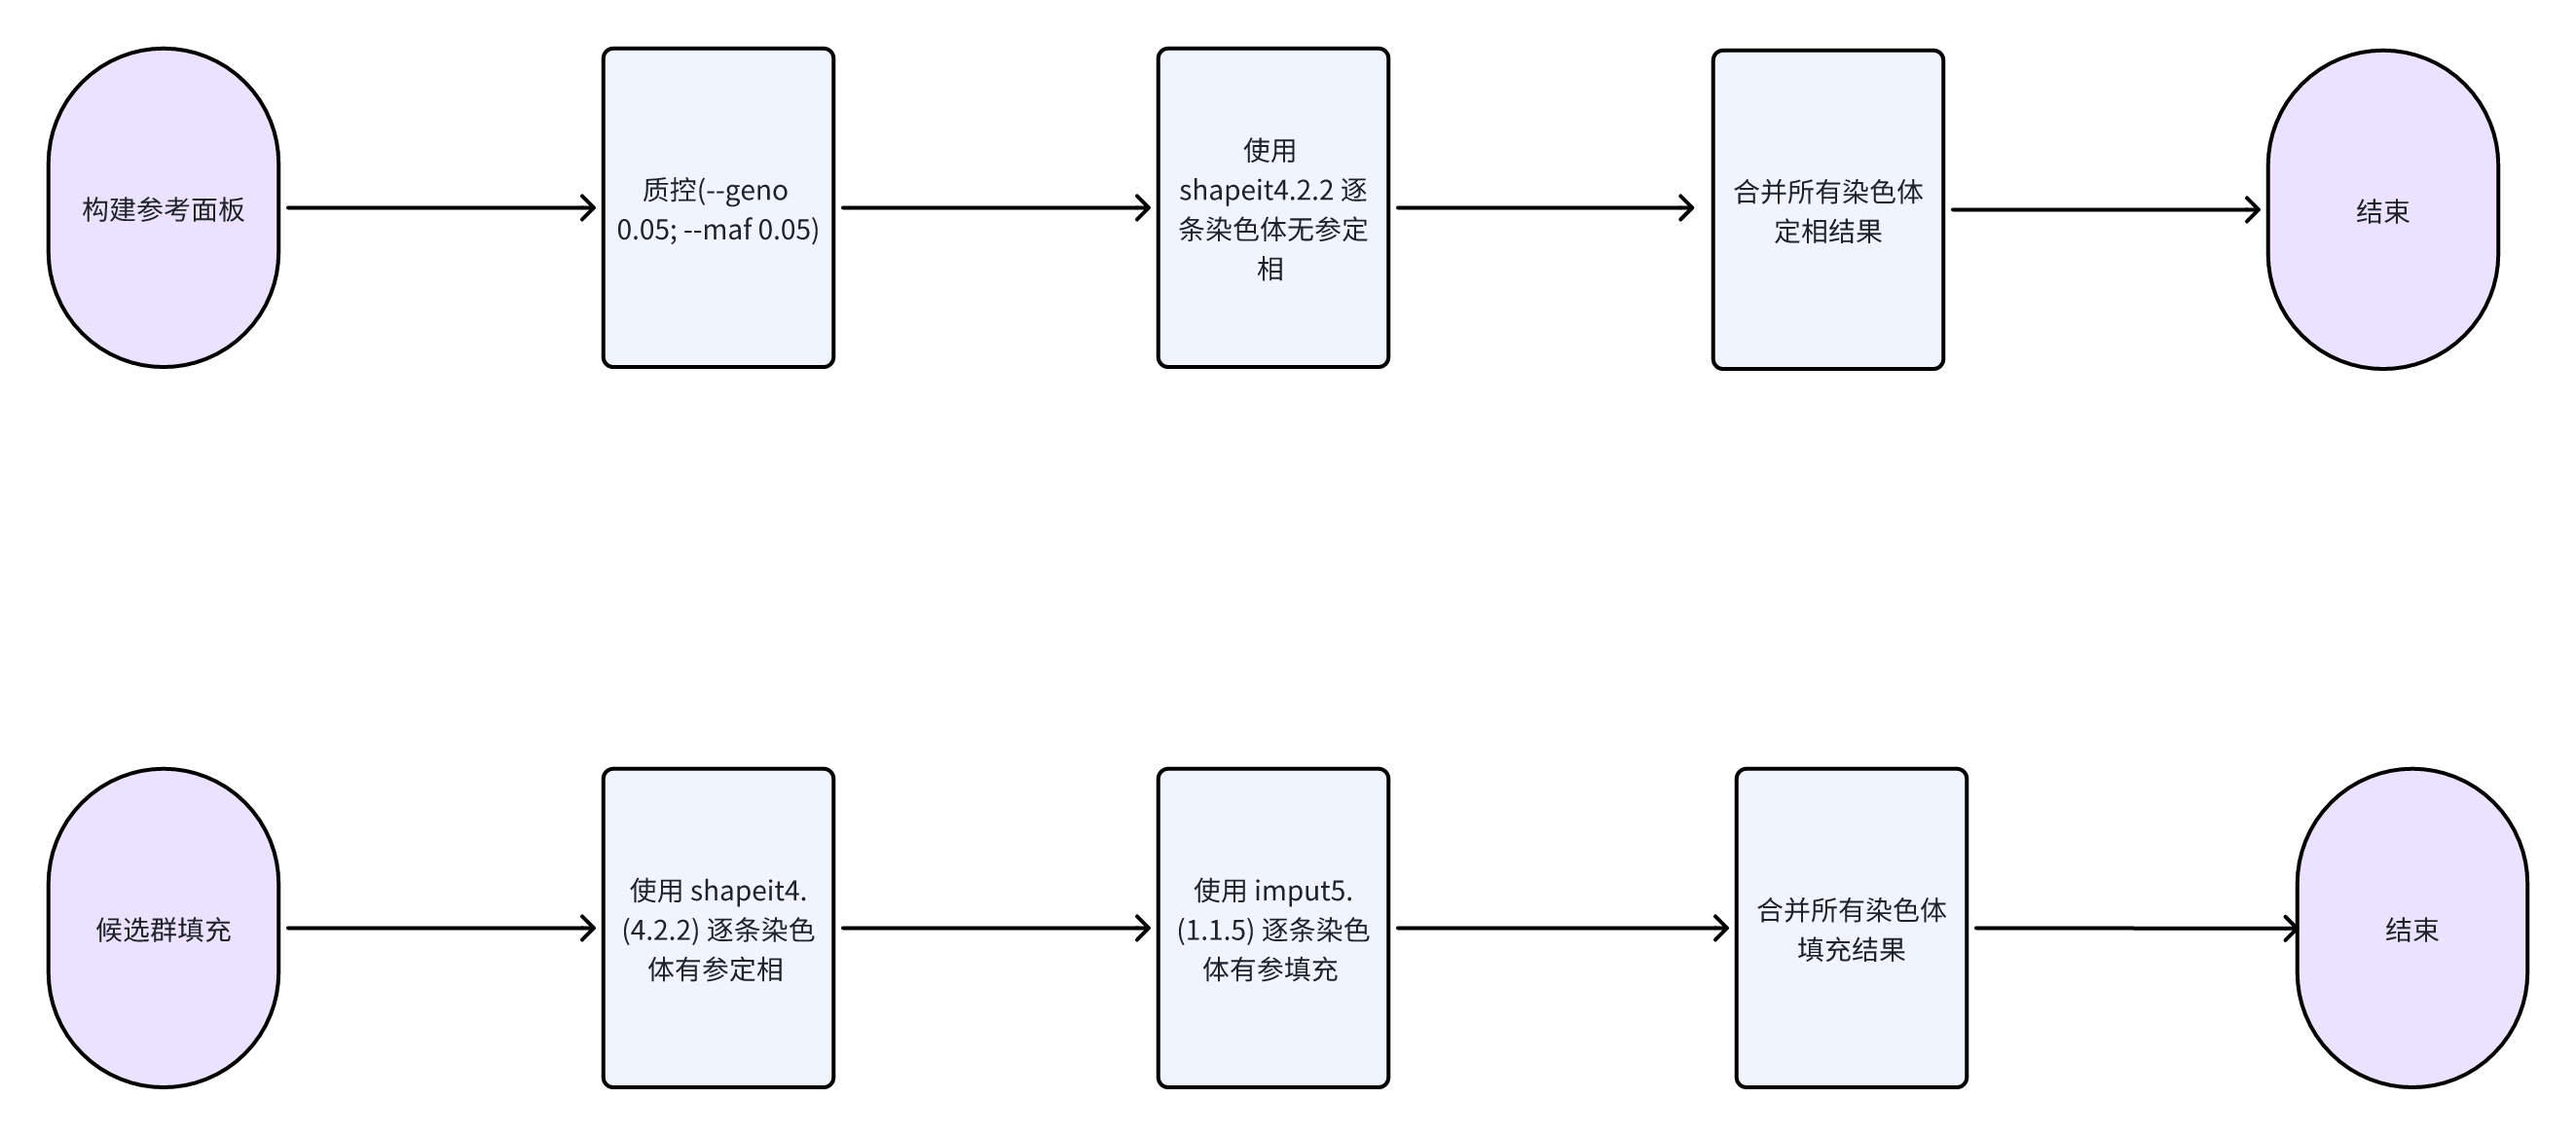 构建参考面板
质控(--geno
0.05; --maf 0.05)
使用
shapeit4.2.2 逐
条染色体无参定
相
合并所有染色体
定相结果
结束
候选群填充
使用 shapeit4.
(4.2.2) 逐条染色
体有参定相
使用 imput5.
(1.1.5) 逐条染色
体有参填充
合并所有染色体
填充结果
结束